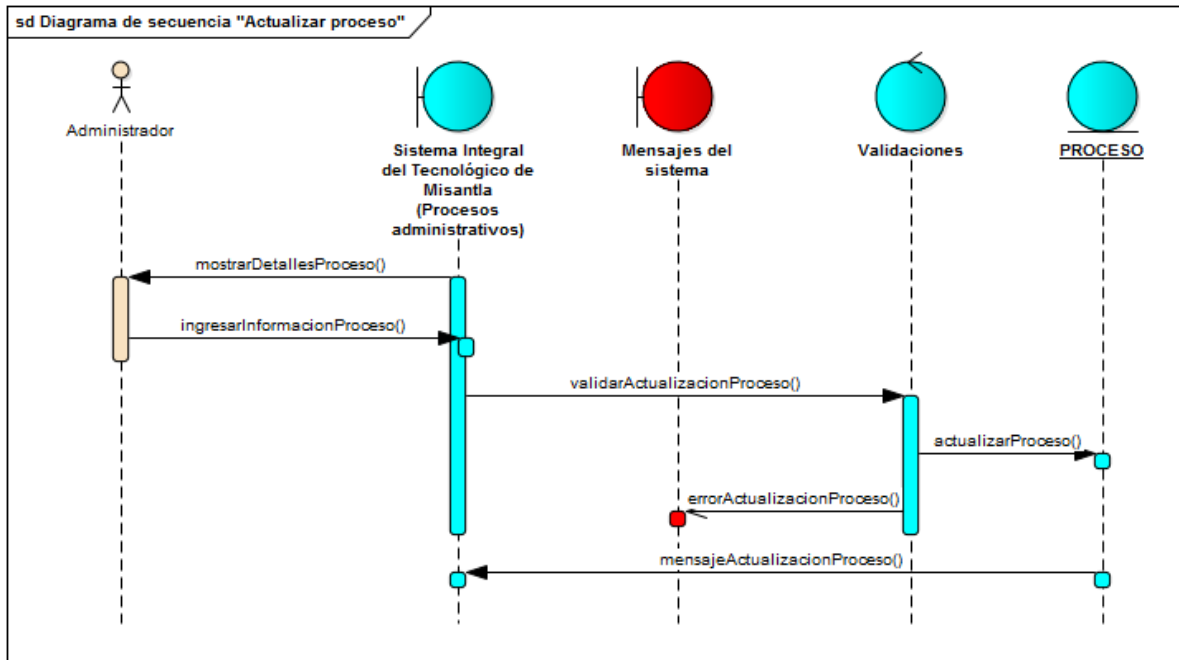 sd Diagrama de secuencia "Actualizar proceso"
Administrador
Sistema Integral
del Tecnológico de
Misantla
(Procesos
administrativos)
Mensajes del
sistema
Validaciones
PROCESO
mostrarDetallesProceso()
ingresarInformacionProceso()
validarActualizacionProceso()
actualizarProceso()
errorActualizacionProceso()
mensajeActualizacionProceso()